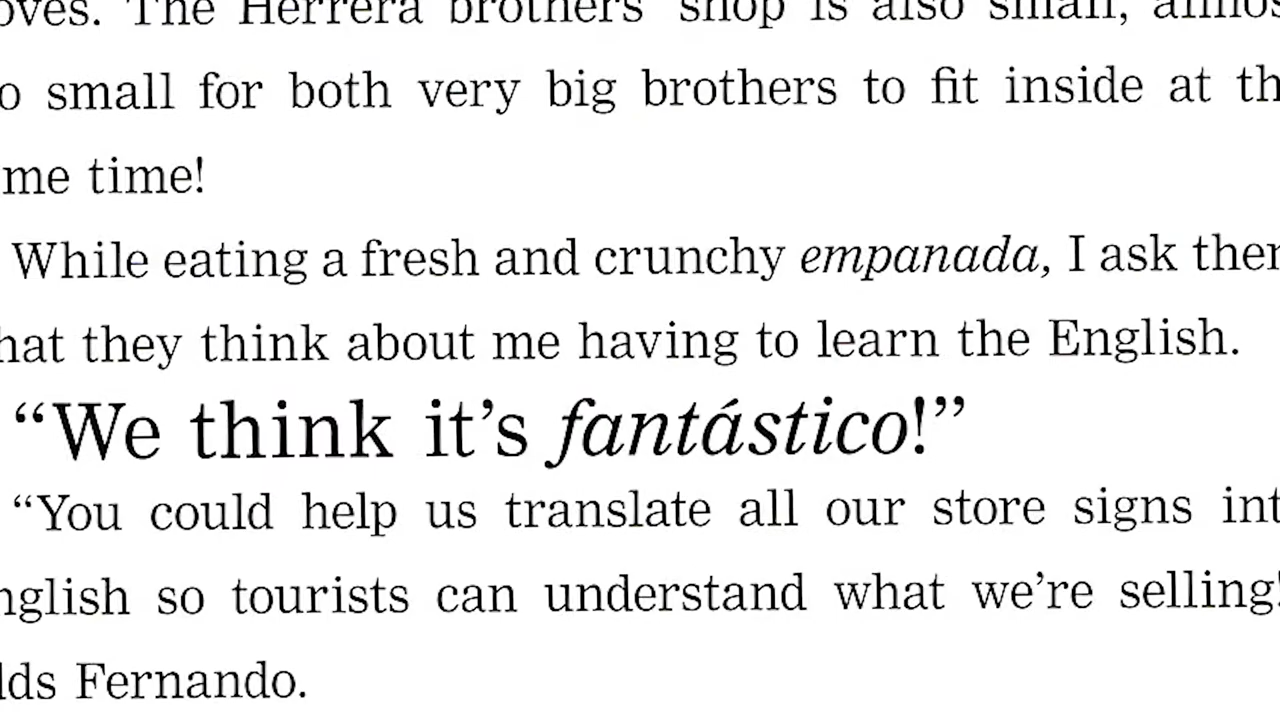 oves. The Herrera brothers' shop is also small, almos
o small for both very big brothers to fit inside at th
me time!
While eating a fresh and crunchy empanada, I ask ther
hat they think about me having to learn the English.
“We think it’s fantástico!”
“You could help us translate all our store signs int
nglish so tourists can understand what we’re selling!
lds Fernando.